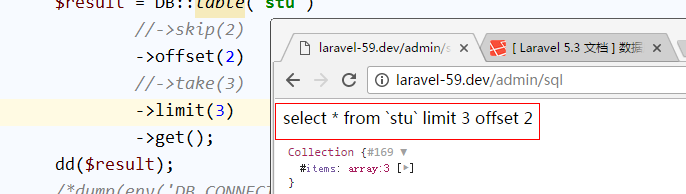 $result = DB::table('stu')
//->skip(2)
->offset(2)
//->take(3)
->limit(3)
->get();
dd($result);
/*dump(env('DB_CONNECT
laravel-59.dev/admin/s
[ Laravel 5.3 文档 ] 数据
laravel-59.dev/admin/sql
select * from `stu` limit 3 offset 2
Collection {#169 ▼
#items: array:3 [▶]
}